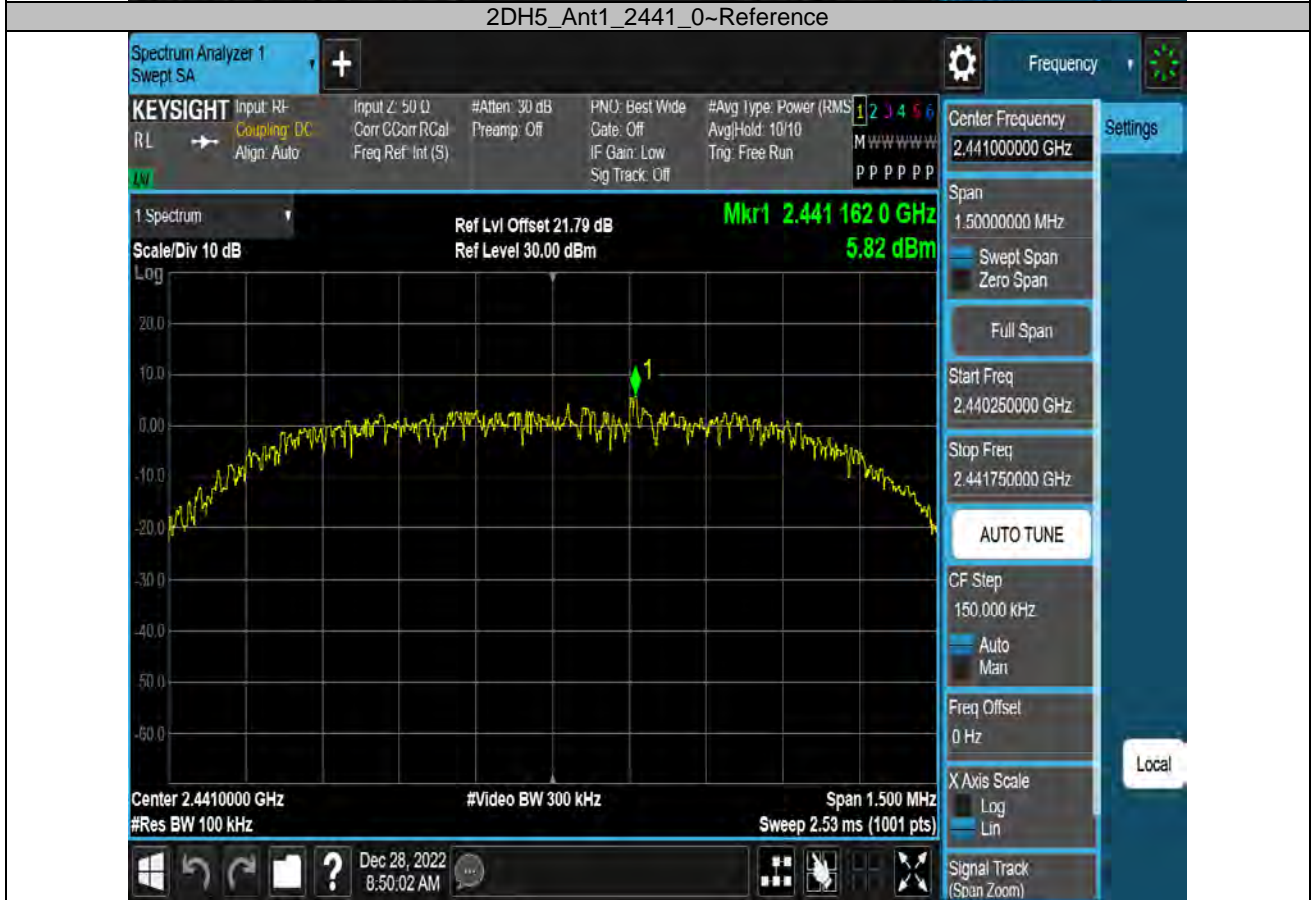 2DH5_Ant1_2441_0~Reference
Spectrum Analyzer 1
Swept SA
+
Frequency
KEYSIGHT
RL
Input: RF
Coupling: DC
Align: Auto
Input Z: 50 Ω
Corr CCorr RCal
Freq Ref: Int (S)
#Atten: 30 dB
Preamp: Off
PNO: Best Wide
Gate: Off
IF Gain: Low
Sig Track: Off
#Avg Type: Power (RMS
Avg|Hold: 10/10
Trig: Free Run
1 2 3 4 5 6
M W W W W W
P P P P P P
1 Spectrum
Scale/Div 10 dB
Ref Lvl Offset 21.79 dB
Ref Level 30.00 dBm
Mkr1 2.441 162 0 GHz
5.82 dBm
Log
20.0
10.0
0.00
-10.0
-20.0
-30.0
-40.0
-50.0
-60.0
1
Center 2.4410000 GHz
#Res BW 100 kHz
#Video BW 300 kHz
Span 1.500 MHz
Sweep 2.53 ms (1001 pts)
?
Dec 28, 2022
8:50:02 AM
Center Frequency
2.441000000 GHz
Settings
Span
1.50000000 MHz
Swept Span
Zero Span
Full Span
Start Freq
2.440250000 GHz
Stop Freq
2.441750000 GHz
AUTO TUNE
CF Step
150.000 kHz
Auto
Man
Freq Offset
0 Hz
X Axis Scale
Log
Lin
Local
Signal Track
(Span Zoom)